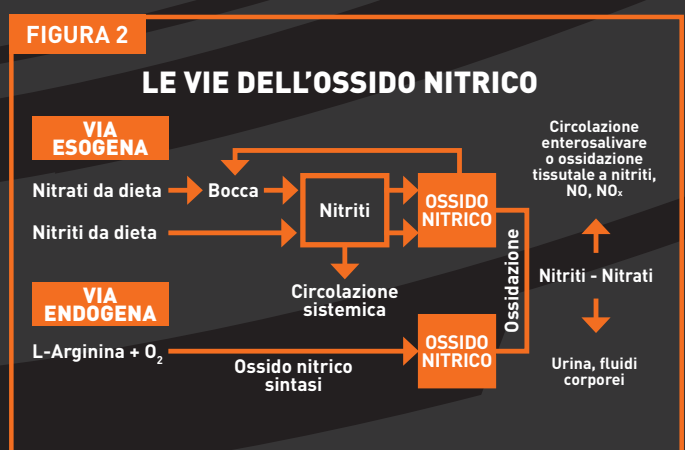 FIGURA 2
LE VIE DELL'OSSIDO NITRICO
VIA
ESOGENA
Nitrati da dieta
Bocca
Nitriti
OSSIDO
NITRICO
Nitriti da dieta
Circolazione
sistemica
VIA
ENDOGENA
L-Arginina + O₂
Ossido nitrico
sintasi
OSSIDO
NITRICO
Ossidazione
Circolazione
enterosalivare
o ossidazione
tissutale a nitriti,
NO, NOₓ
Nitriti - Nitrati
Urina, fluidi
corporei